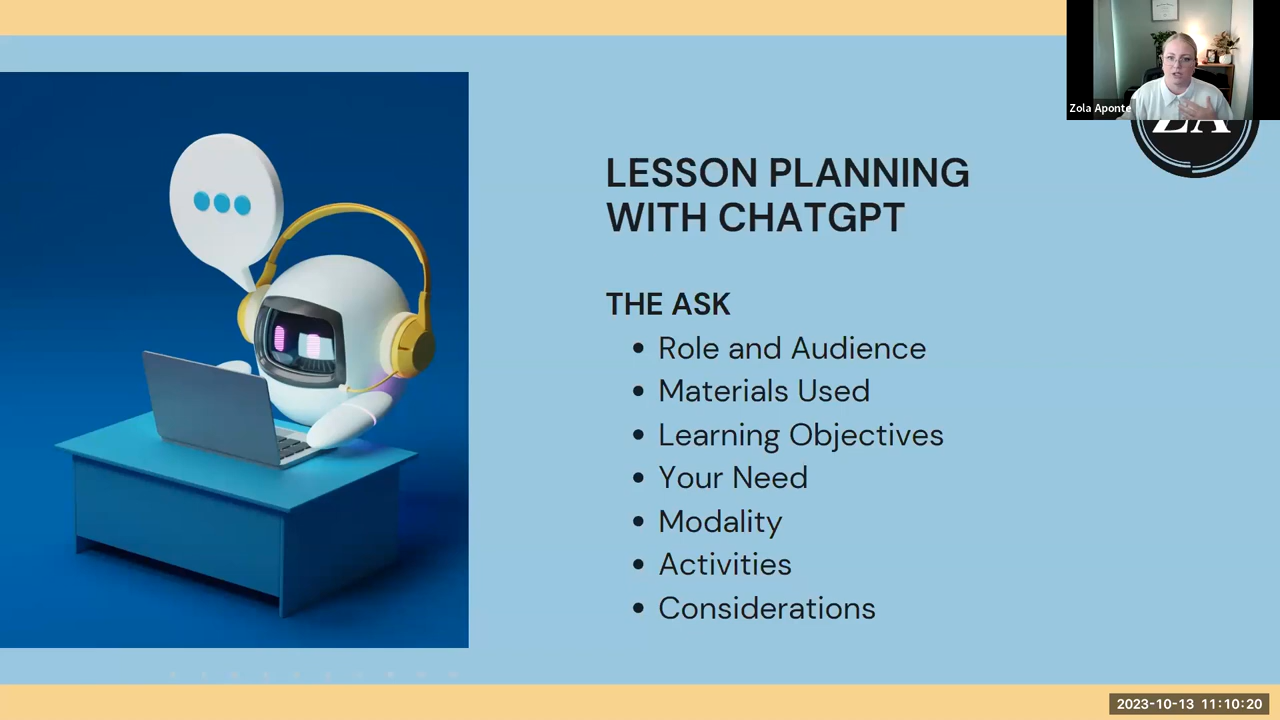 Zola Aponte
ZA
LESSON PLANNING
WITH CHATGPT
THE ASK
• Role and Audience
• Materials Used
• Learning Objectives
• Your Need
• Modality
• Activities
• Considerations
2023-10-13 11:10:20